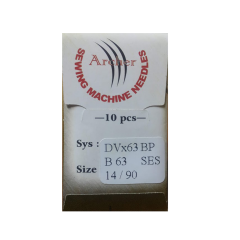 Archer
SEWING MACHINE NEEDLES
—10 pcs—
Sys : DVx63 BP
B 63 SES
Size 14 / 90